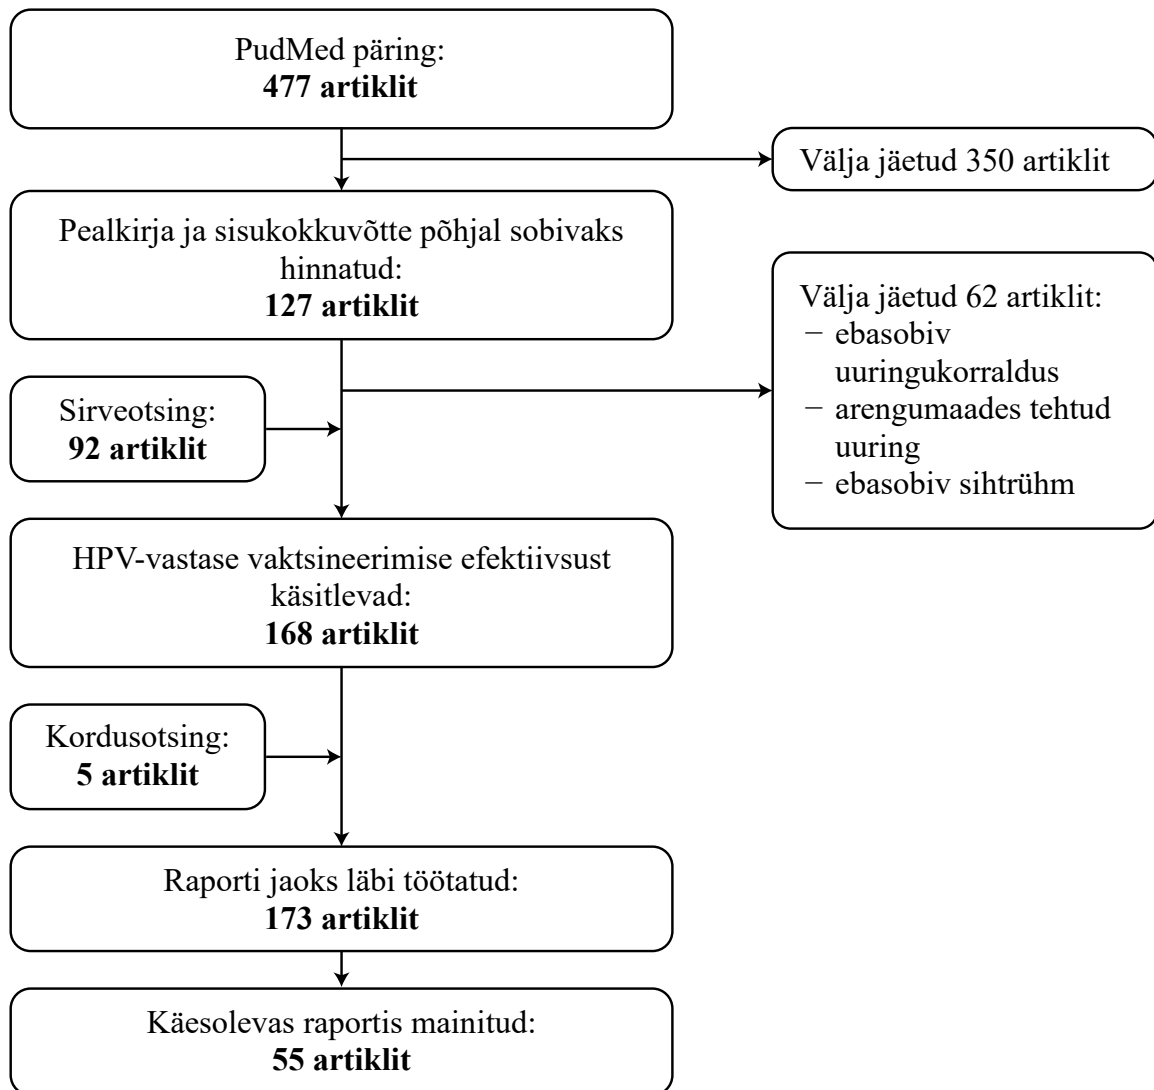 PudMed päring:
477 artiklit
Välja jäetud 350 artiklit
Pealkirja ja sisukokkuvõtte põhjal sobivaks
hinnatud:
127 artiklit
Välja jäetud 62 artiklit:
− ebasobiv
uuringukorraldus
− arengumaades tehtud
uuring
− ebasobiv sihtrühm
Sirveotsing:
92 artiklit
HPV-vastase vaktsineerimise efektiivsust
käsitlevad:
168 artiklit
Kordusotsing:
5 artiklit
Raporti jaoks läbi töötatud:
173 artiklit
Käesolevas raportis mainitud:
55 artiklit